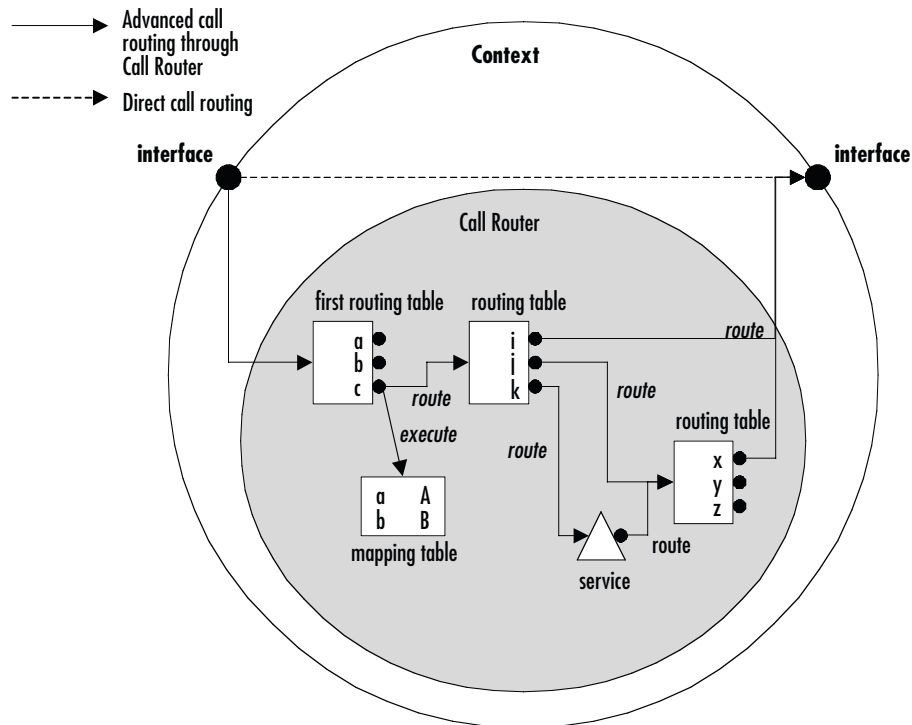 Advanced call
routing through
Call Router
Direct call routing
Context
interface
interface
Call Router
first routing table
routing table
a
b
c
i
j
k
route
route
route
execute
route
routing table
x
y
z
a A
b B
mapping table
route
service